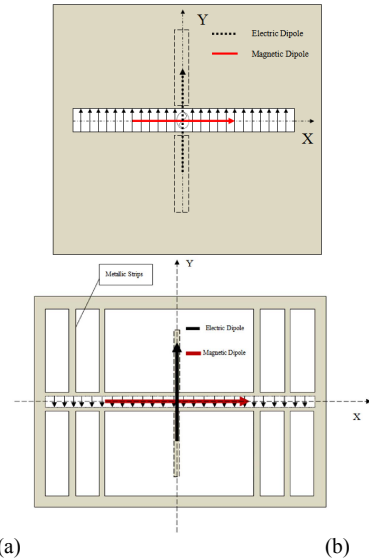 Y
Electric Dipole
Magnetic Dipole
X
Y
Metallic Strips
Electric Dipole
Magnetic Dipole
X
(a) (b)